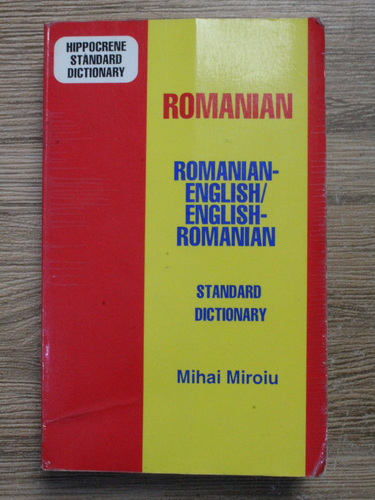 HIPPOCRENE
STANDARD
DICTIONARY
ROMANIAN
ROMANIAN-
ENGLISH/
ENGLISH-
ROMANIAN
STANDARD
DICTIONARY
Mihai Miroiu